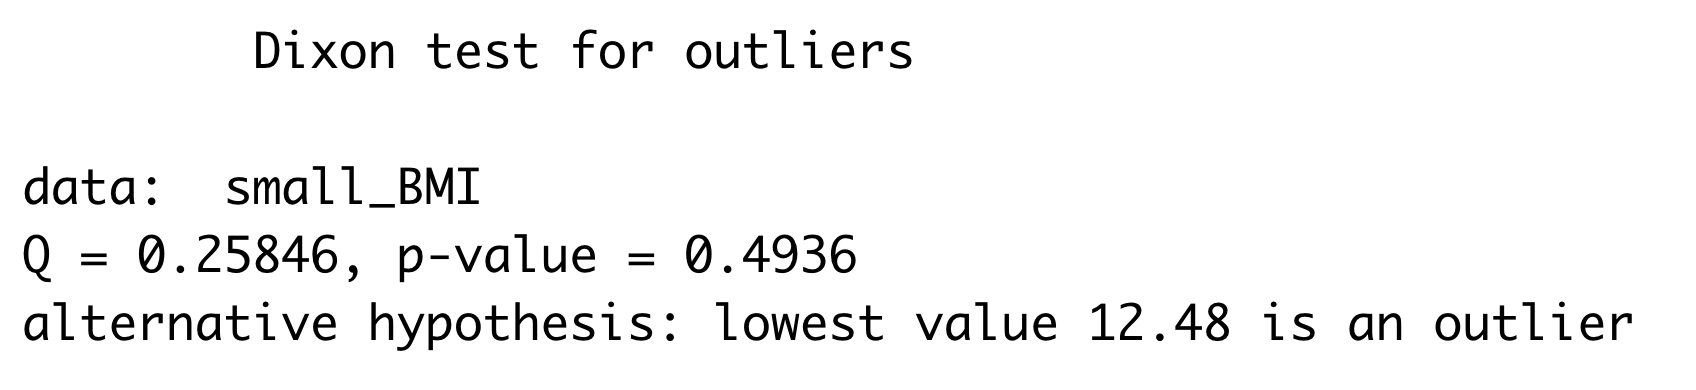 Dixon test for outliers
data:  small_BMI
Q = 0.25846, p-value = 0.4936
alternative hypothesis: lowest value 12.48 is an outlier